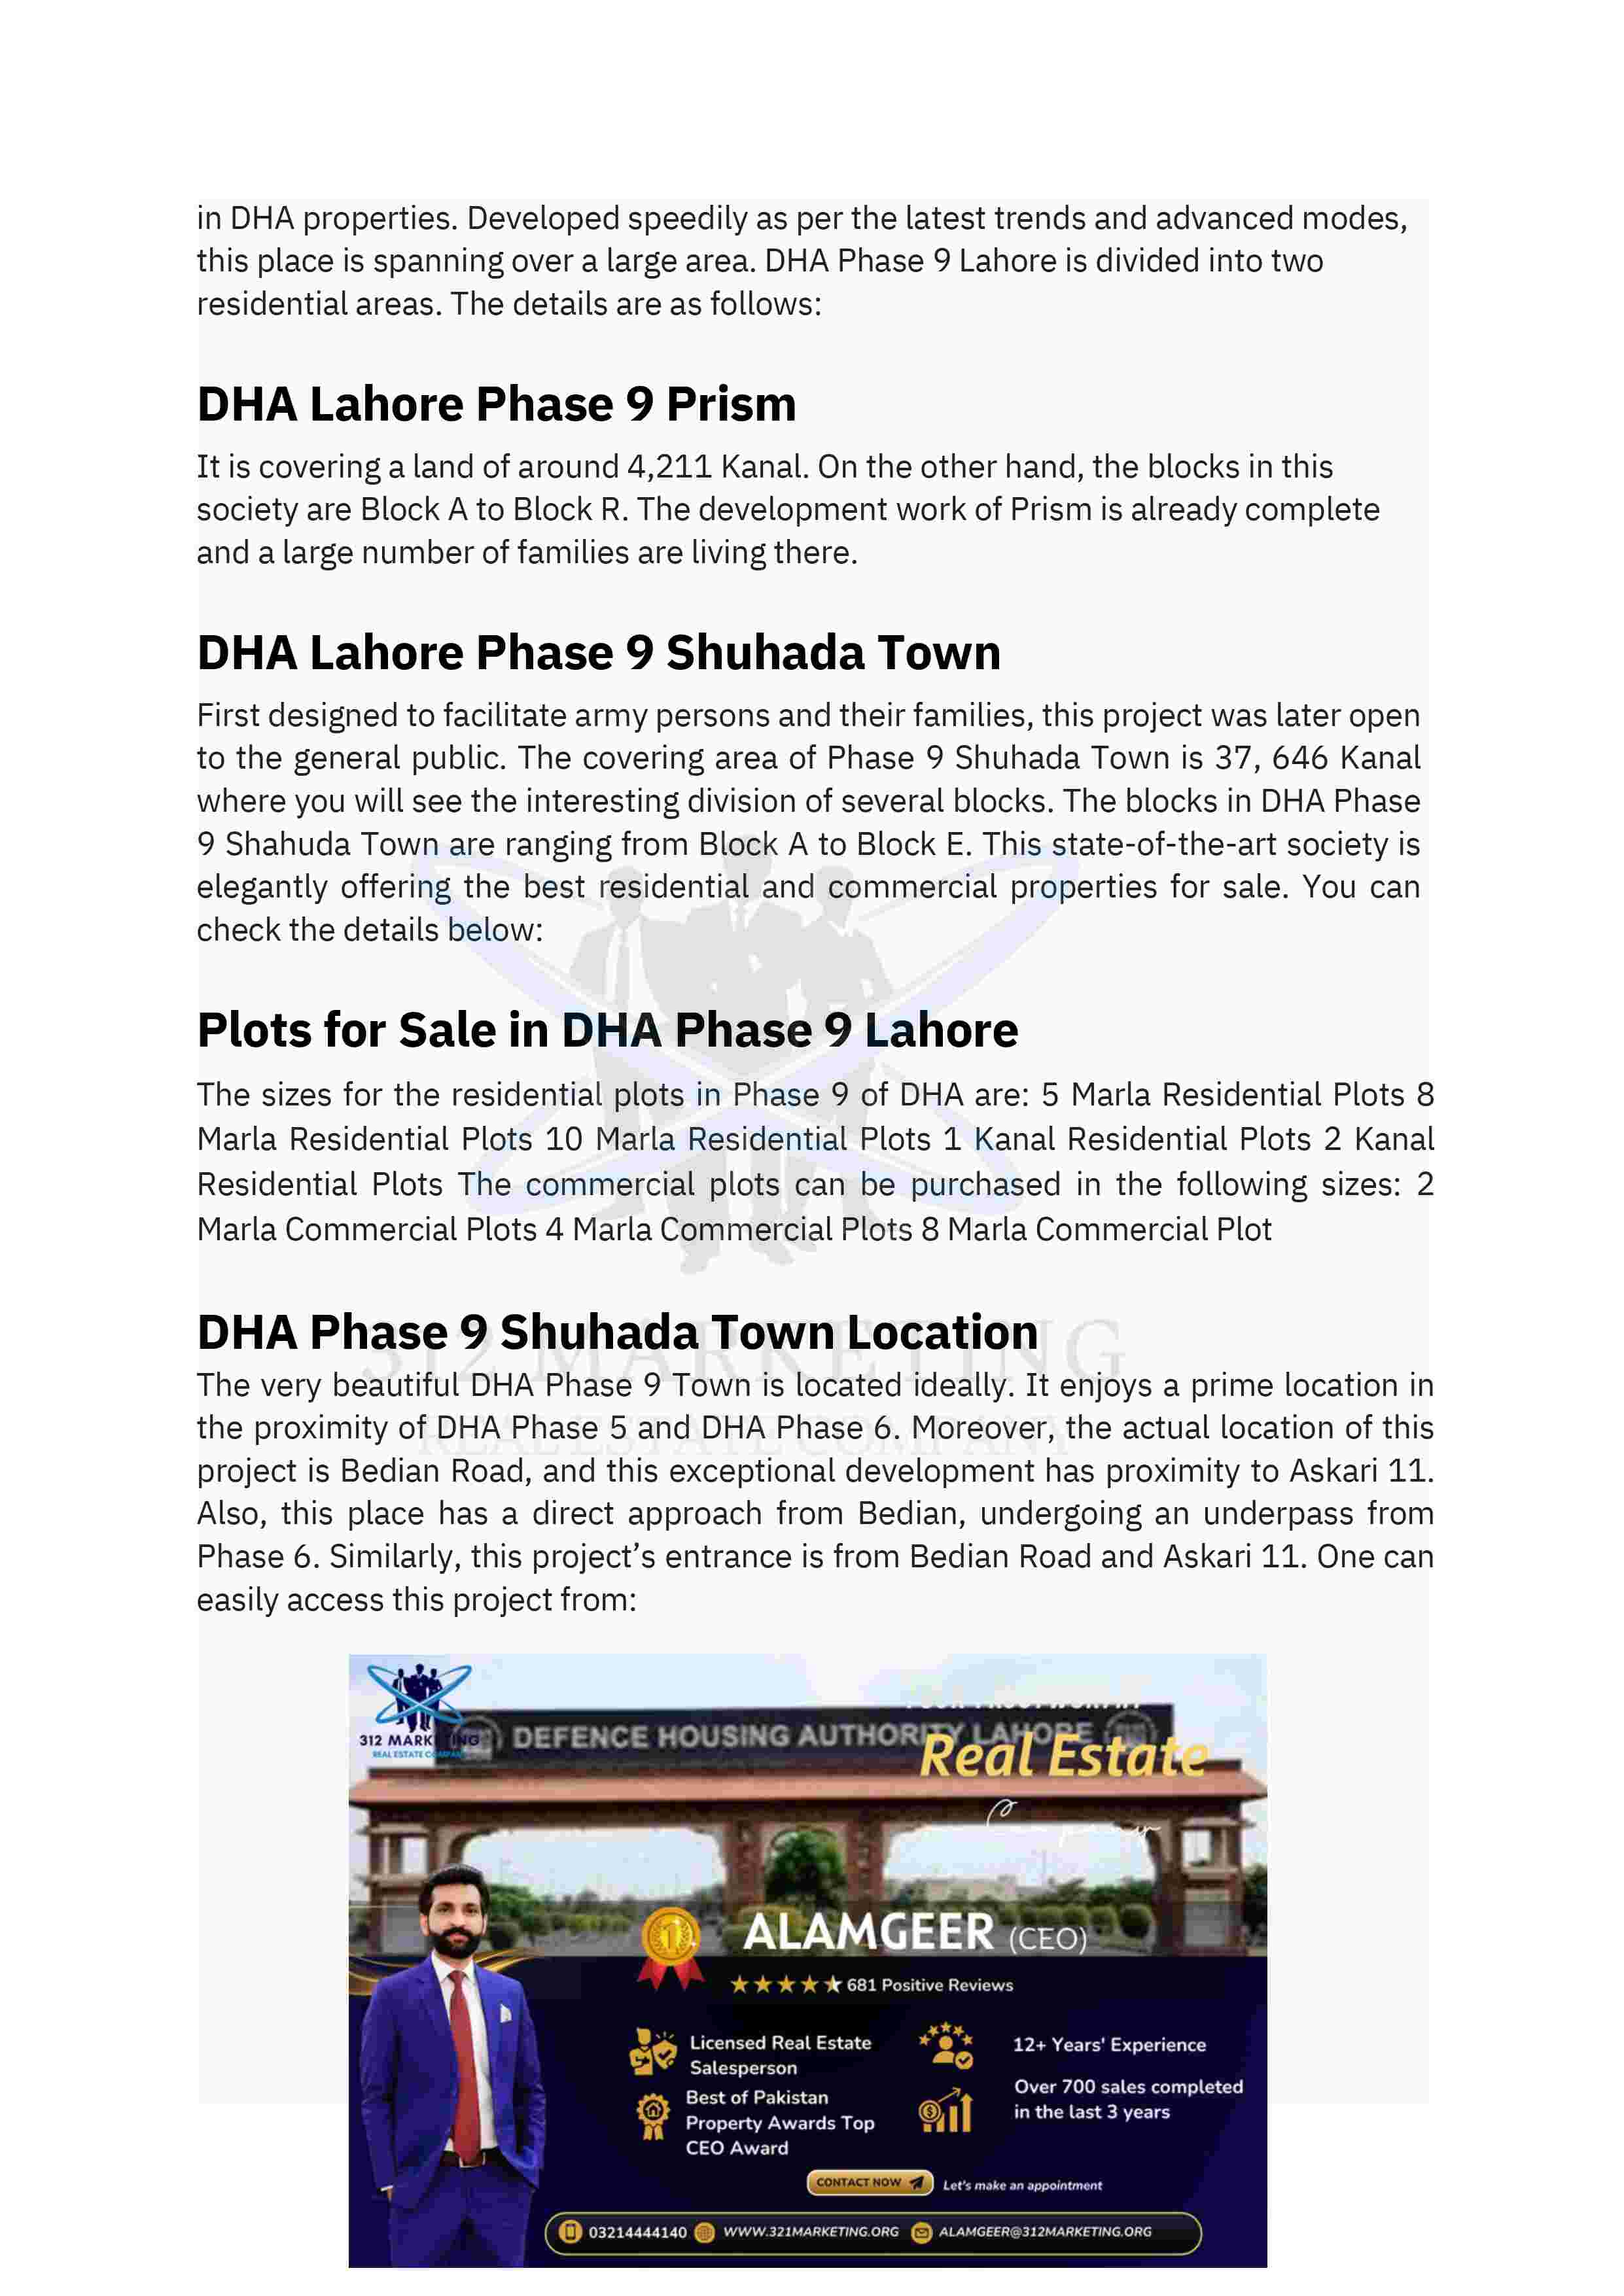 in DHA properties. Developed speedily as per the latest trends and advanced modes,
this place is spanning over a large area. DHA Phase 9 Lahore is divided into two
residential areas. The details are as follows:
DHA Lahore Phase 9 Prism
It is covering a land of around 4,211 Kanal. On the other hand, the blocks in this
society are Block A to Block R. The development work of Prism is already complete
and a large number of families are living there.
DHA Lahore Phase 9 Shuhada Town
First designed to facilitate army persons and their families, this project was later open
to the general public. The covering area of Phase 9 Shuhada Town is 37, 646 Kanal
where you will see the interesting division of several blocks. The blocks in DHA Phase
9 Shahuda Town are ranging from Block A to Block E. This state-of-the-art society is
elegantly offering the best residential and commercial properties for sale. You can
check the details below:
Plots for Sale in DHA Phase 9 Lahore
The sizes for the residential plots in Phase 9 of DHA are: 5 Marla Residential Plots 8
Marla Residential Plots 10 Marla Residential Plots 1 Kanal Residential Plots 2 Kanal
Residential Plots The commercial plots can be purchased in the following sizes: 2
Marla Commercial Plots 4 Marla Commercial Plots 8 Marla Commercial Plot
DHA Phase 9 Shuhada Town Location
312 MARKETING
The very beautiful DHA Phase 9 Town is located ideally. It enjoys a prime location in
the proximity of DHA Phase 5 and DHA Phase 6. Moreover, the actual location of this
REAL ESTATE COMPANY
project is Bedian Road, and this exceptional development has proximity to Askari 11.
Also, this place has a direct approach from Bedian, undergoing an underpass from
Phase 6. Similarly, this project’s entrance is from Bedian Road and Askari 11. One can
easily access this project from:
312 MARKETING
REAL ESTATE COMPANY
DEFENCE HOUSING AUTHORITY LAHORE
Real Estate
Company
ALAMGEER (CEO)
681 Positive Reviews
Licensed Real Estate
Salesperson
12+ Years' Experience
Best of Pakistan
Property Awards Top
CEO Award
Over 700 sales completed
in the last 3 years
CONTACT NOW
Let's make an appointment
03214444140 WWW.321MARKETING.ORG ALAMGEER@312MARKETING.ORG